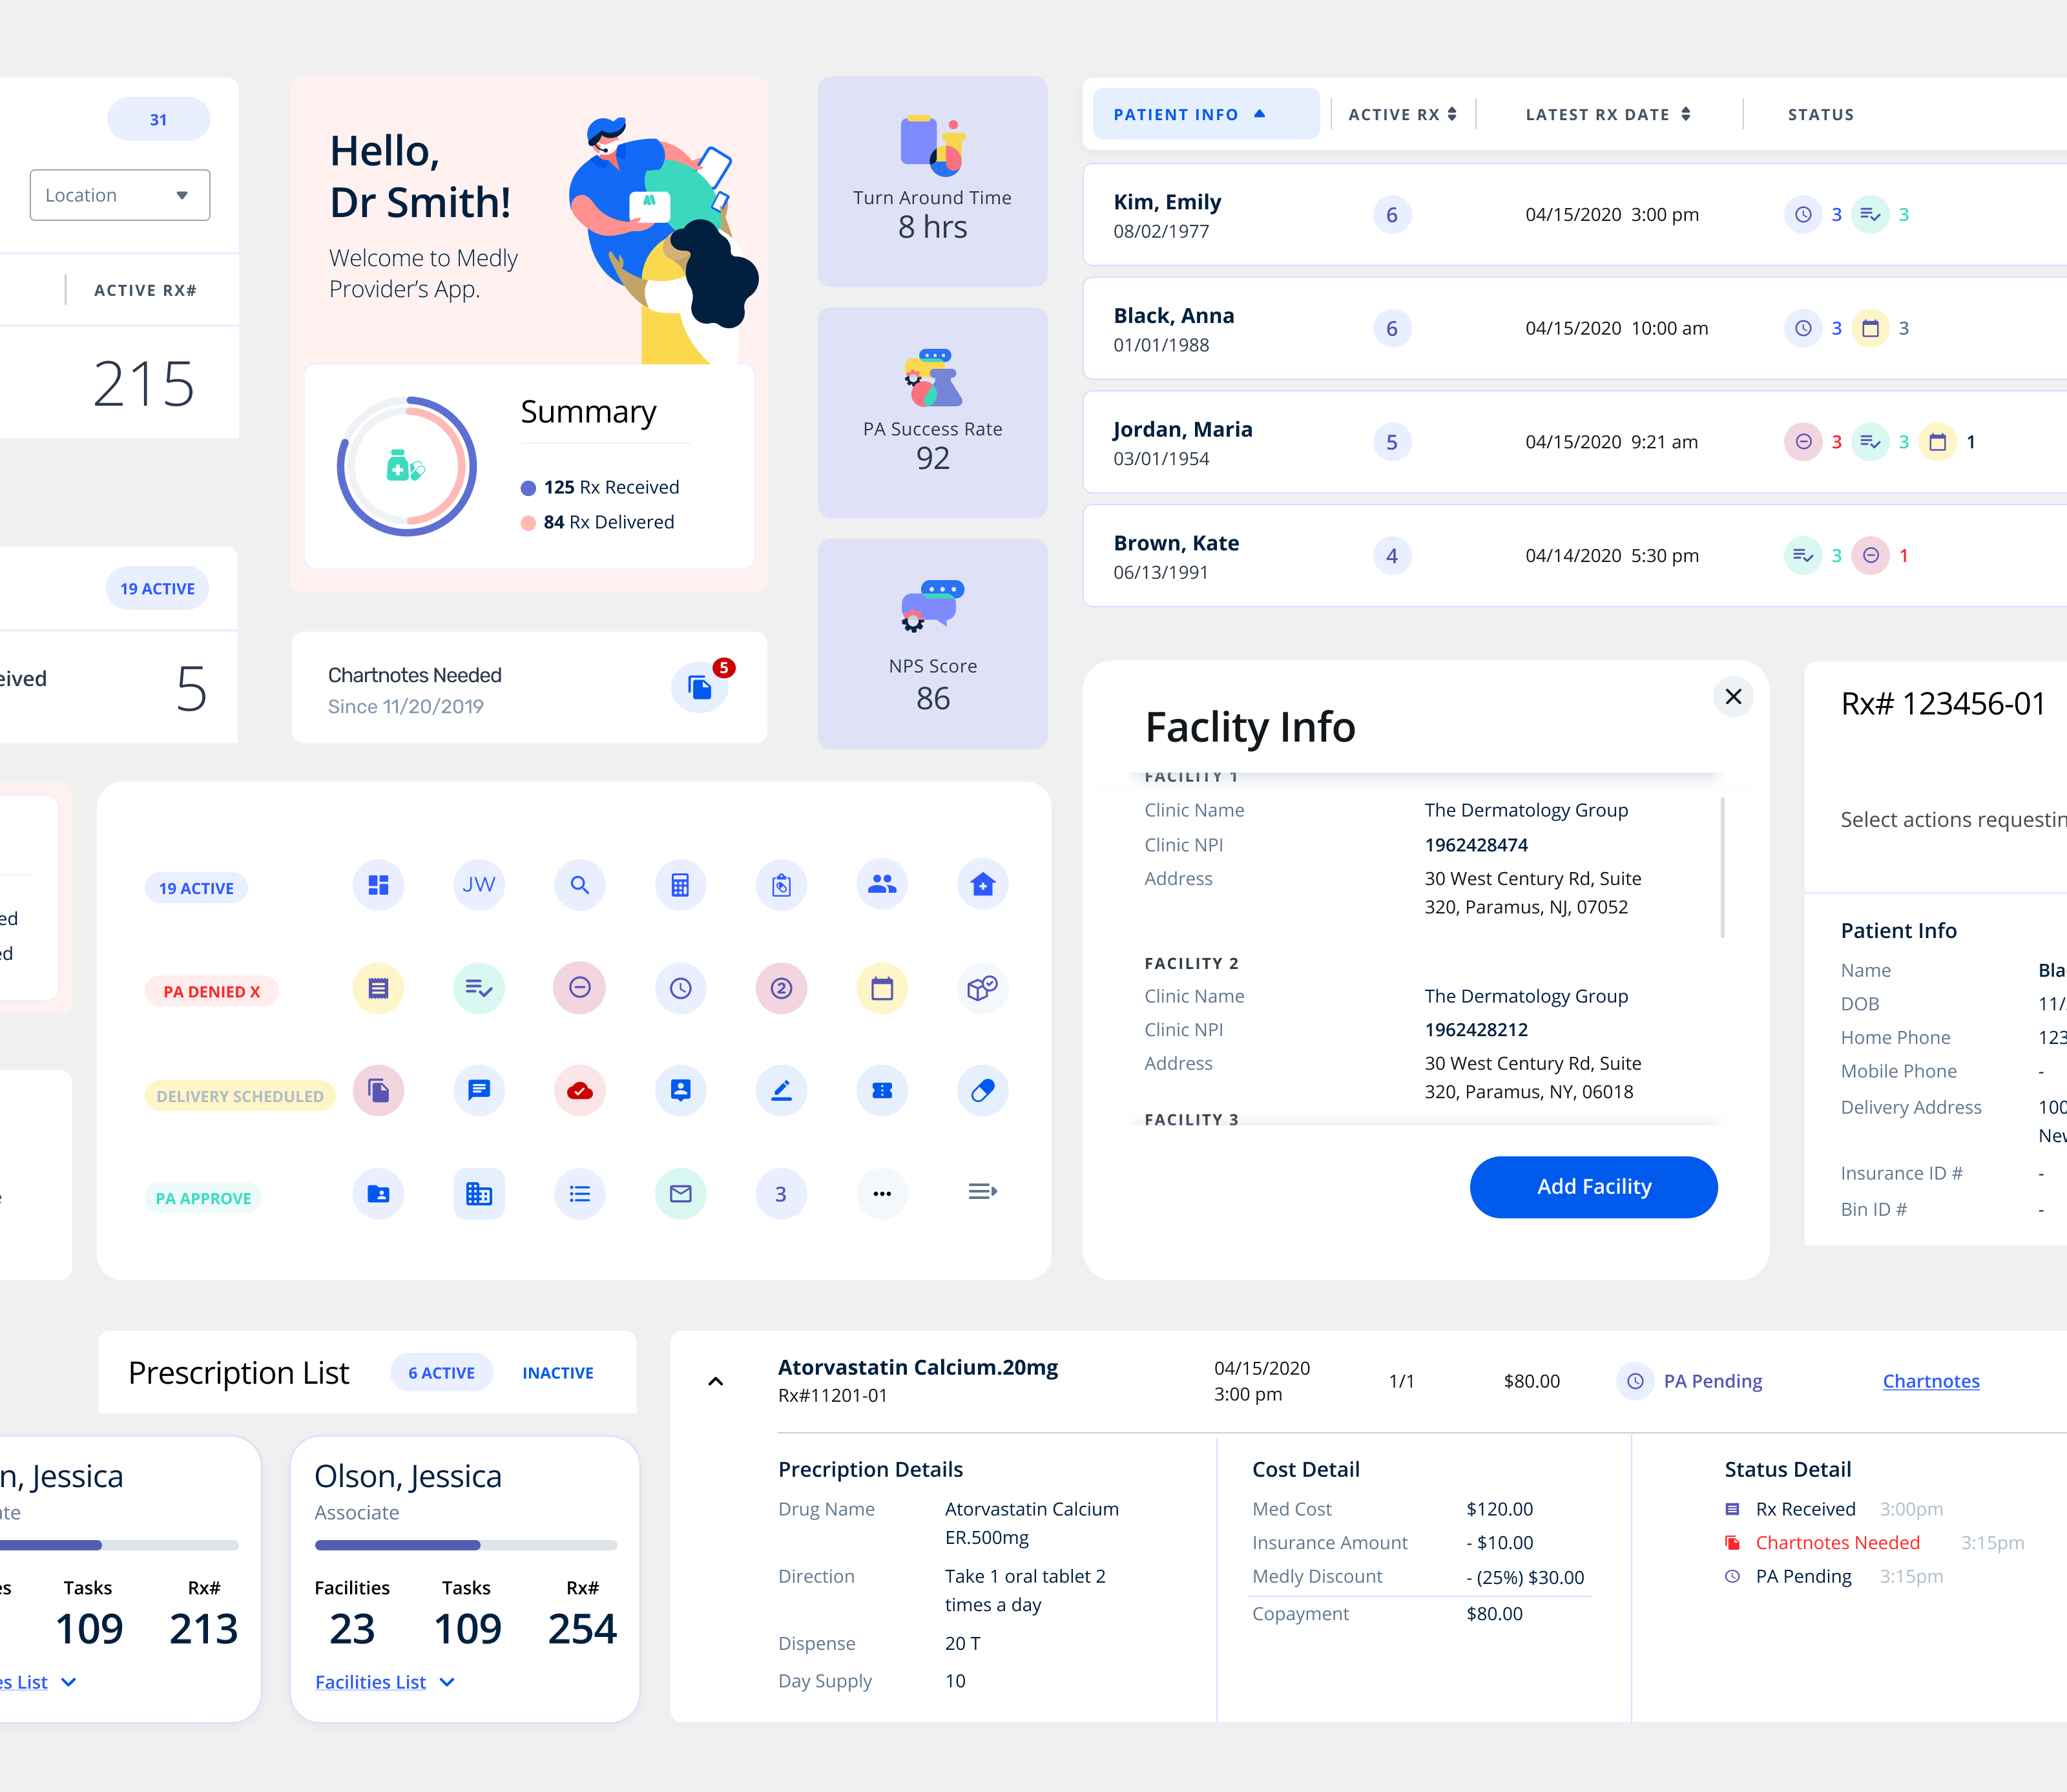 31
Location
ACTIVE RX#
215
19 ACTIVE
eived
5
Hello,
Dr Smith!
Welcome to Medly
Provider's App.
Summary
125 Rx Received
84 Rx Delivered
Chartnotes Needed
Since 11/20/2019
5
Turn Around Time
8 hrs
PA Success Rate
92
NPS Score
86
PATIENT INFO
ACTIVE RX
LATEST RX DATE
STATUS
Kim, Emily
08/02/1977
6
04/15/2020 3:00 pm
3
3
Black, Anna
01/01/1988
6
04/15/2020 10:00 am
3
3
Jordan, Maria
03/01/1954
5
04/15/2020 9:21 am
3
3
1
Brown, Kate
06/13/1991
4
04/14/2020 5:30 pm
3
1
ed
ed
e
19 ACTIVE
JW
PA DENIED X
2
DELIVERY SCHEDULED
PA APPROVE
3
Faclity Info
FACILITY 1
Clinic Name The Dermatology Group
Clinic NPI 1962428474
Address 30 West Century Rd, Suite
320, Paramus, NJ, 07052
FACILITY 2
Clinic Name The Dermatology Group
Clinic NPI 1962428212
Address 30 West Century Rd, Suite
320, Paramus, NY, 06018
FACILITY 3
Add Facility
Rx# 123456-01
Select actions requestin
Patient Info
Name Bla
DOB 11/
Home Phone 123
Mobile Phone -
Delivery Address 100
New
Insurance ID # -
Bin ID # -
Prescription List
6 ACTIVE
INACTIVE
n, Jessica
ate
es Tasks Rx#
109 213
es List
Olson, Jessica
Associate
Facilities Tasks Rx#
23 109 254
Facilities List
Atorvastatin Calcium.20mg
Rx#11201-01
04/15/2020
3:00 pm
1/1
$80.00
PA Pending
Chartnotes
Precription Details
Drug Name Atorvastatin Calcium
ER.500mg
Direction Take 1 oral tablet 2
times a day
Dispense 20 T
Day Supply 10
Cost Detail
Med Cost $120.00
Insurance Amount - $10.00
Medly Discount - (25%) $30.00
Copayment $80.00
Status Detail
Rx Received 3:00pm
Chartnotes Needed 3:15pm
PA Pending 3:15pm